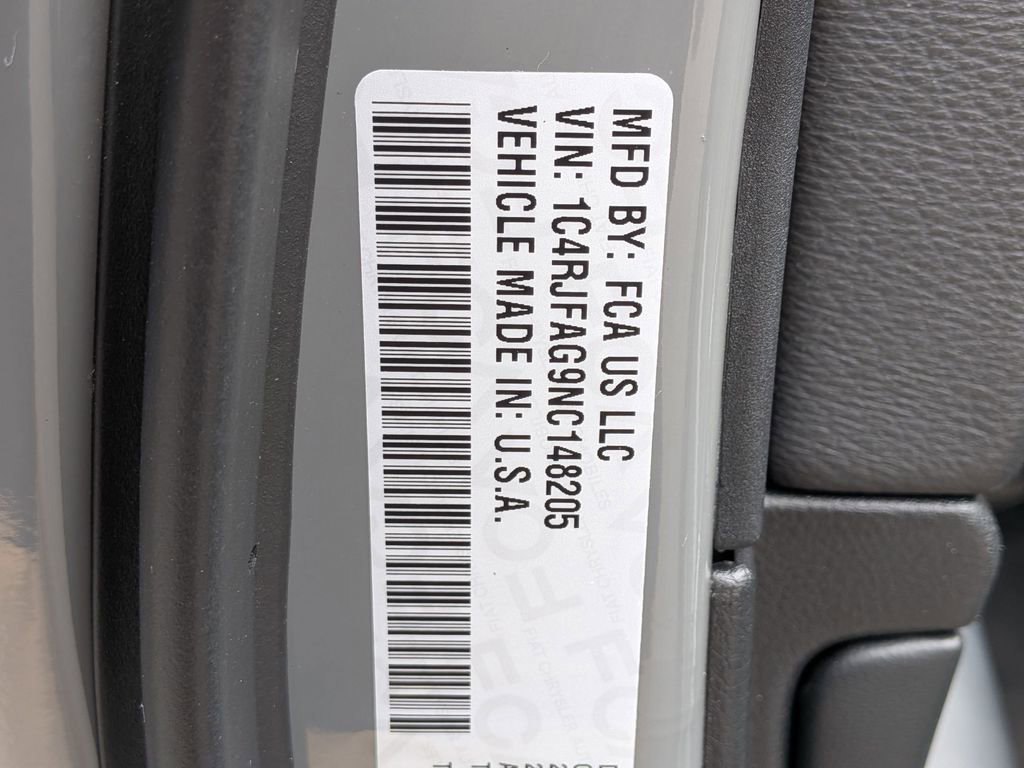 MFD BY: FCA US LLC
VIN: 1C4RJFAG9NC148205
VEHICLE MADE IN: U.S.A.